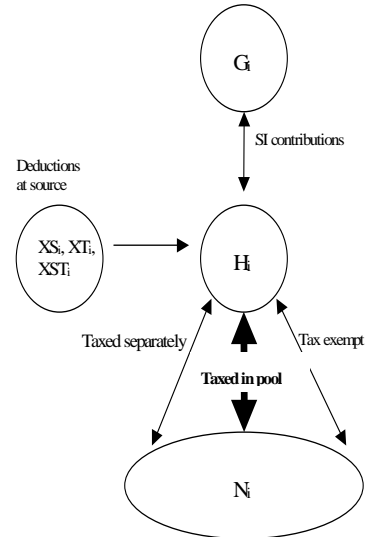 Gi
SI contributions
Deductions
at source
XSi, XTi,
XSTi
Hi
Taxed separately
Tax exempt
Taxed in pool
Ni